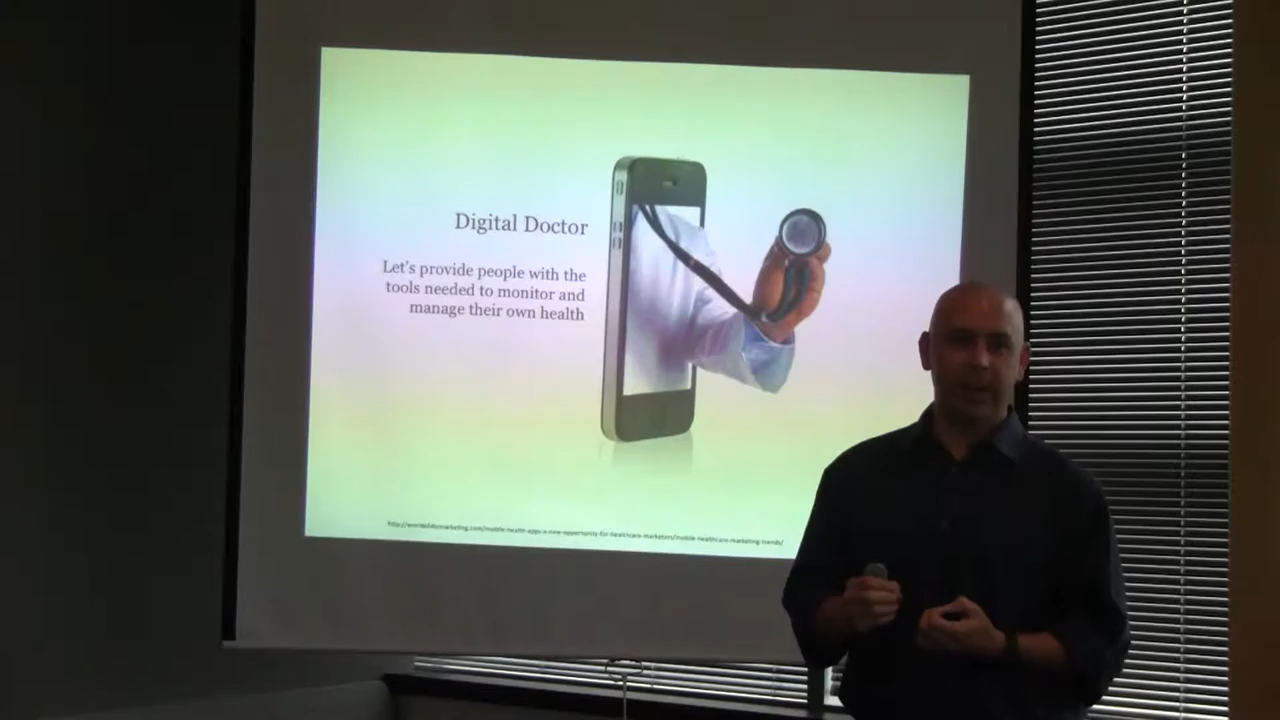 Digital Doctor
Let's provide people with the
tools needed to monitor and
manage their own health